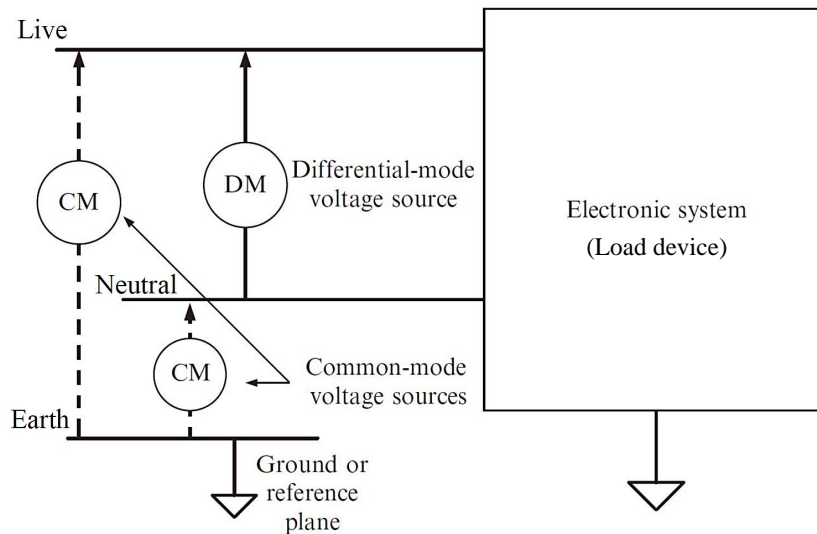 Live
CM
DM
Differential-mode
voltage source
Electronic system
(Load device)
Neutral
CM
Common-mode
voltage sources
Earth
Ground or
reference
plane